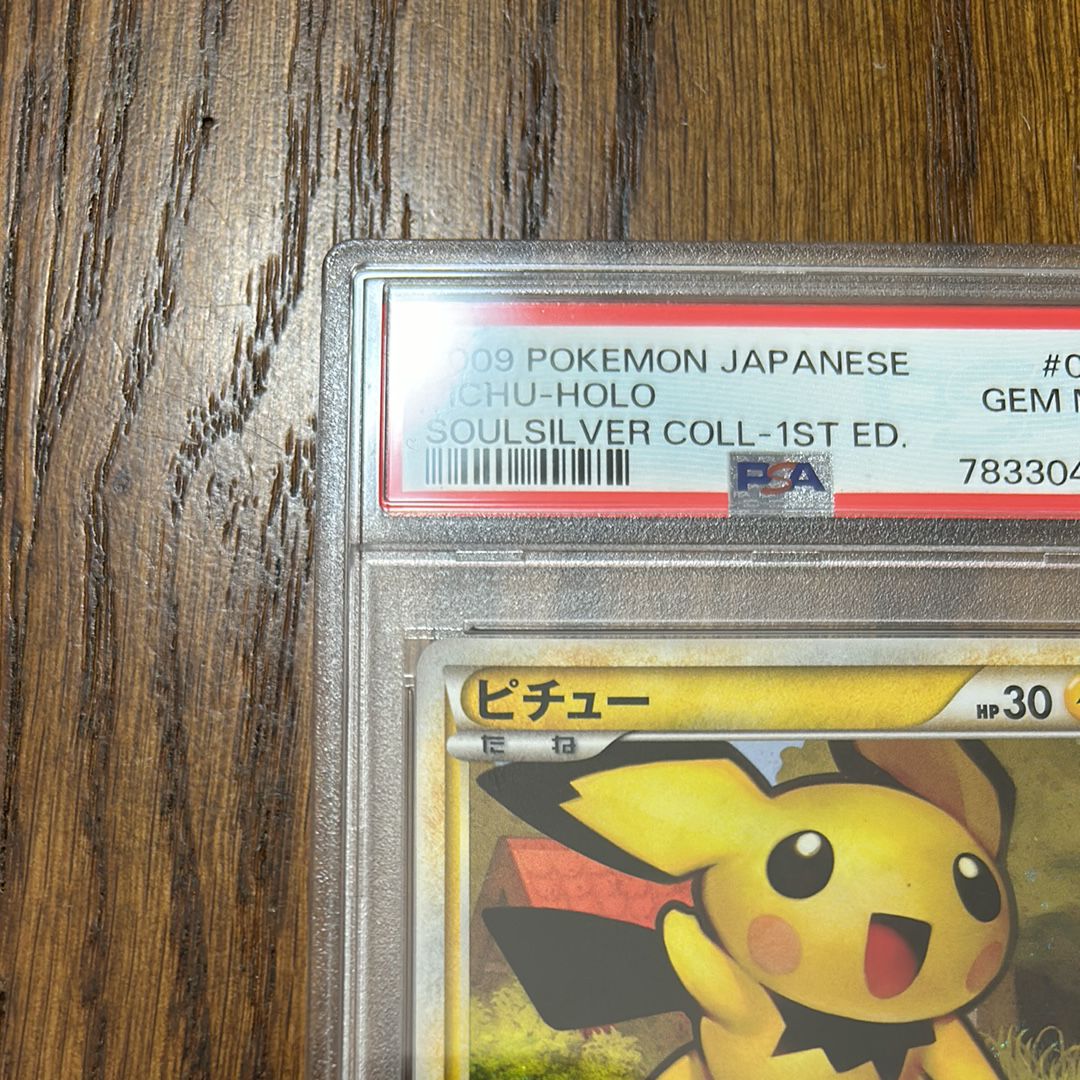 009 POKEMON JAPANESE #0
CHU-HOLO GEM
SOULSILVER COLL-1ST ED.
PSA 783304
ピチュー HP30
たね